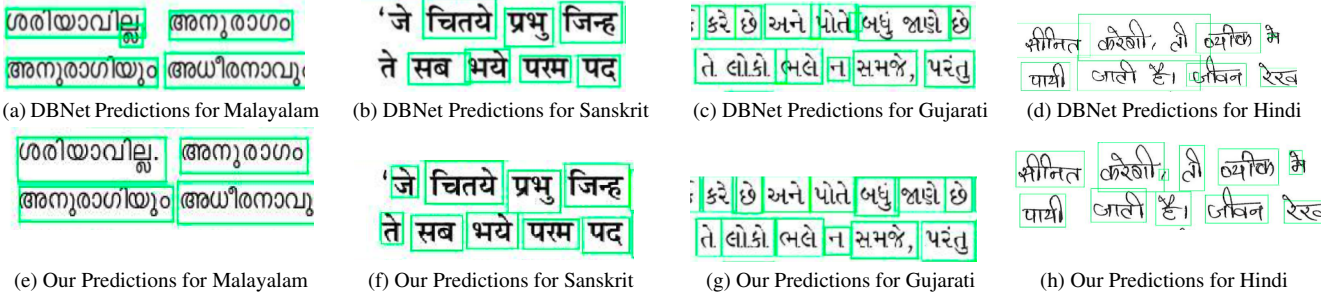 ശരിയാവില്ല. അനുരാഗം
അനുരാഗിയും അധീരനാവു
(a) DBNet Predictions for Malayalam
‘जे चितये प्रभु जिन्ह
ते सब भये परम पद
(b) DBNet Predictions for Sanskrit
કરે છે અને પોતે બધું જાણે છે
તે લોકો ભલે ન સમજે, પરંતુ
(c) DBNet Predictions for Gujarati
करेगी, तो व्यक्ति मे
पायी जाती है। जीवन रेख
(d) DBNet Predictions for Hindi
ശരിയാവില്ല. അനുരാഗം
അനുരാഗിയും അധീരനാവു
(e) Our Predictions for Malayalam
‘जे चितये प्रभु जिन्ह
ते सब भये परम पद
(f) Our Predictions for Sanskrit
કરે છે અને પોતે બધું જાણે છે
તે લોકો ભલે ન સમજે, પરંતુ
(g) Our Predictions for Gujarati
करेगी, तो व्यक्ति मे
पायी जाती है। जीवन रेख
(h) Our Predictions for Hindi